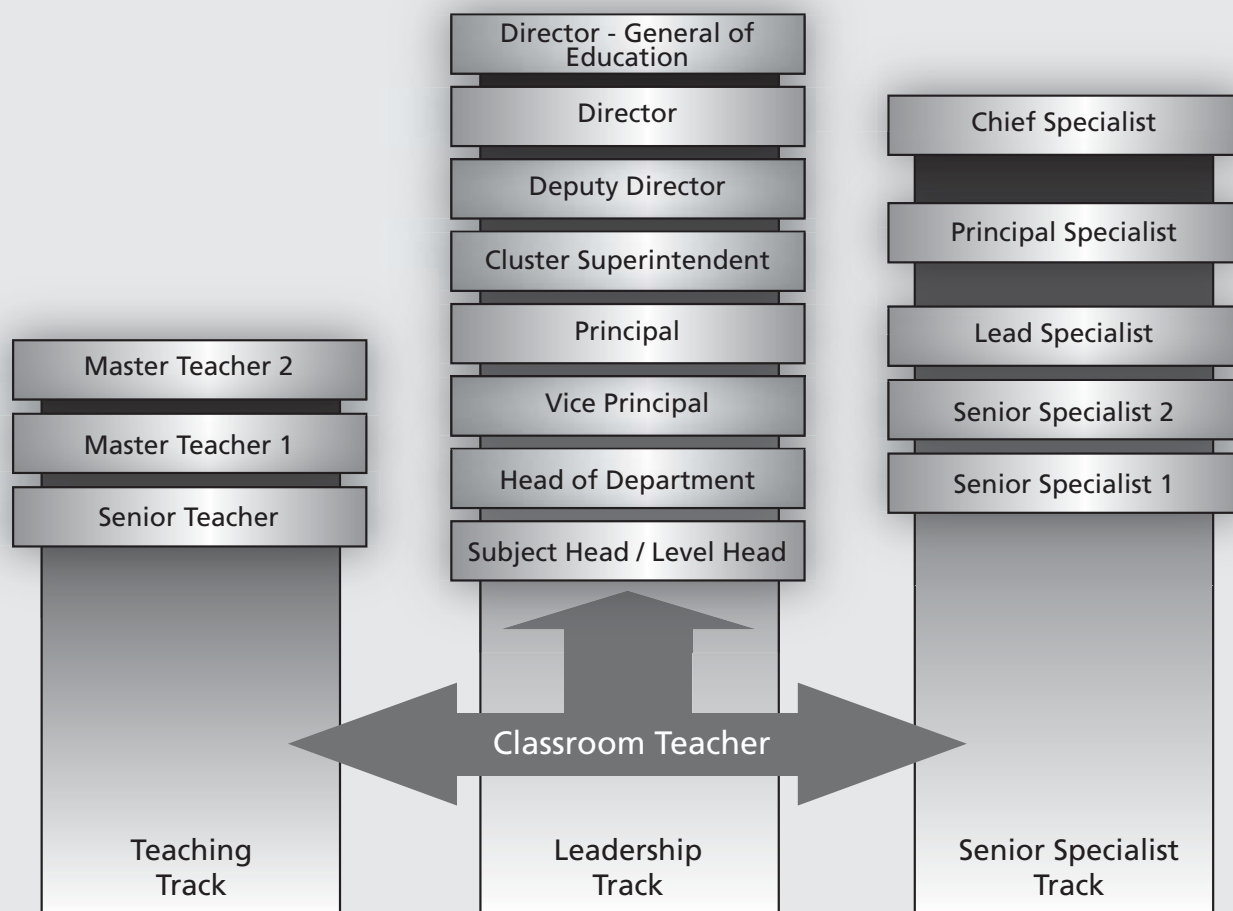 Director - General of
Education
Director
Deputy Director
Cluster Superintendent
Principal
Vice Principal
Head of Department
Subject Head / Level Head
Master Teacher 2
Master Teacher 1
Senior Teacher
Chief Specialist
Principal Specialist
Lead Specialist
Senior Specialist 2
Senior Specialist 1
Classroom Teacher
Teaching
Track
Leadership
Track
Senior Specialist
Track